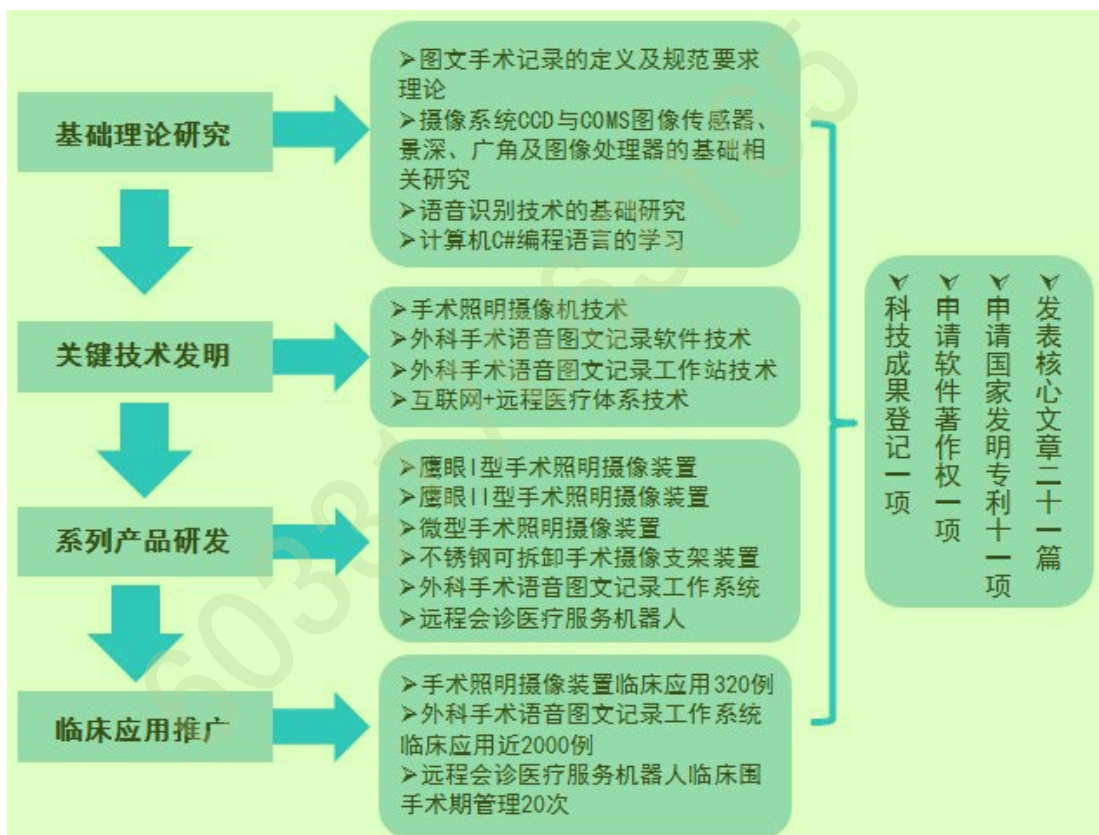 基础理论研究
➢图文手术记录的定义及规范要求
理论
➢摄像系统CCD与COMS图像传感器、
景深、广角及图像处理器的基础相
关研究
➢语音识别技术的基础研究
➢计算机C#编程语言的学习
关键技术发明
➢手术照明摄像机技术
➢外科手术语音图文记录软件技术
➢外科手术语音图文记录工作站技术
➢互联网+远程医疗体系技术
系列产品研发
➢鹰眼I型手术照明摄像装置
➢鹰眼II型手术照明摄像装置
➢微型手术照明摄像装置
➢不锈钢可拆卸手术摄像支架装置
➢外科手术语音图文记录工作系统
➢远程会诊医疗服务机器人
临床应用推广
➢手术照明摄像装置临床应用320例
➢外科手术语音图文记录工作系统
临床应用近2000例
➢远程会诊医疗服务机器人临床围
手术期管理20次
➢发表核心文章二十一篇
➢申请国家发明专利十一项
➢申请软件著作权一项
➢科技成果登记一项